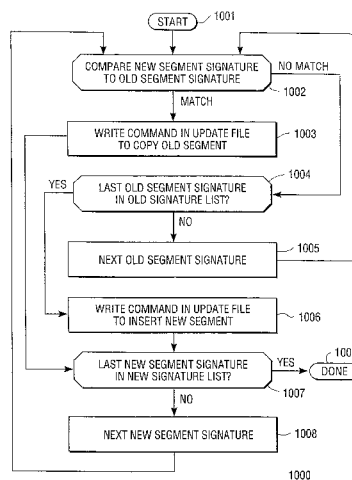 START
1001
COMPARE NEW SEGMENT SIGNATURE
TO OLD SEGMENT SIGNATURE
NO MATCH
1002
MATCH
WRITE COMMAND IN UPDATE FILE
TO COPY OLD SEGMENT
1003
YES
LAST OLD SEGMENT SIGNATURE
IN OLD SIGNATURE LIST?
1004
NO
NEXT OLD SEGMENT SIGNATURE
1005
WRITE COMMAND IN UPDATE FILE
TO INSERT NEW SEGMENT
1006
LAST NEW SEGMENT SIGNATURE
IN NEW SIGNATURE LIST?
YES
DONE
1007
NO
NEXT NEW SEGMENT SIGNATURE
1008
1000